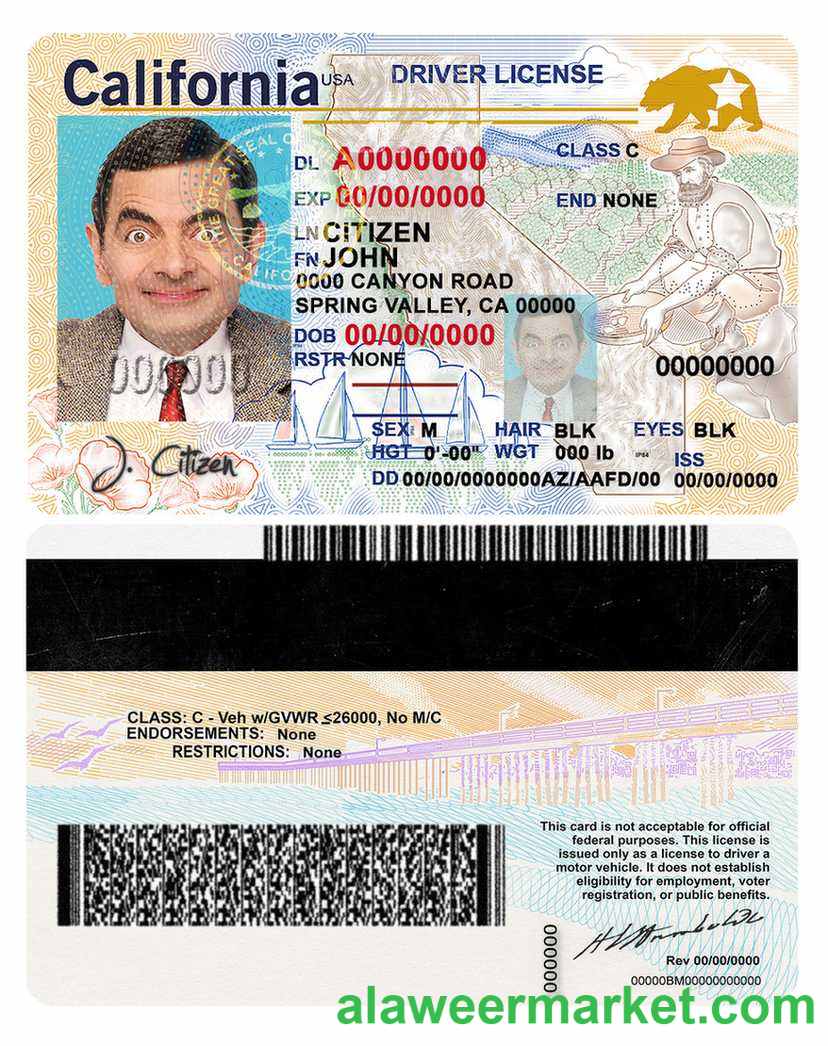 California USA DRIVER LICENSE
SEAL O
THE GREAT
CALIFO
DL A0000000 CLASS C
EXP 00/00/0000 END NONE
LN CiTIZEN
FN JOHN
0000 CANYON ROAD
SPRING VALLEY, CA 00000
DOB 00/00/0000
RSTR NONE
00000000
000000
SEX M HAIR BLK EYES BLK
HGT 0'-00" WGT 000 lb ISS
DD 00/00/0000000AZ/AAFD/00 00/00/0000
J. Citizen
CLASS: C - Veh w/GVWR ≤26000, No M/C
ENDORSEMENTS: None
RESTRICTIONS: None
This card is not acceptable for official
federal purposes. This license is
issued only as a license to driver a
motor vehicle. It does not establish
eligibility for employment, voter
registration, or public benefits.
000000
Rev 00/00/0000
00000BM00000000000
alaweermarket.com